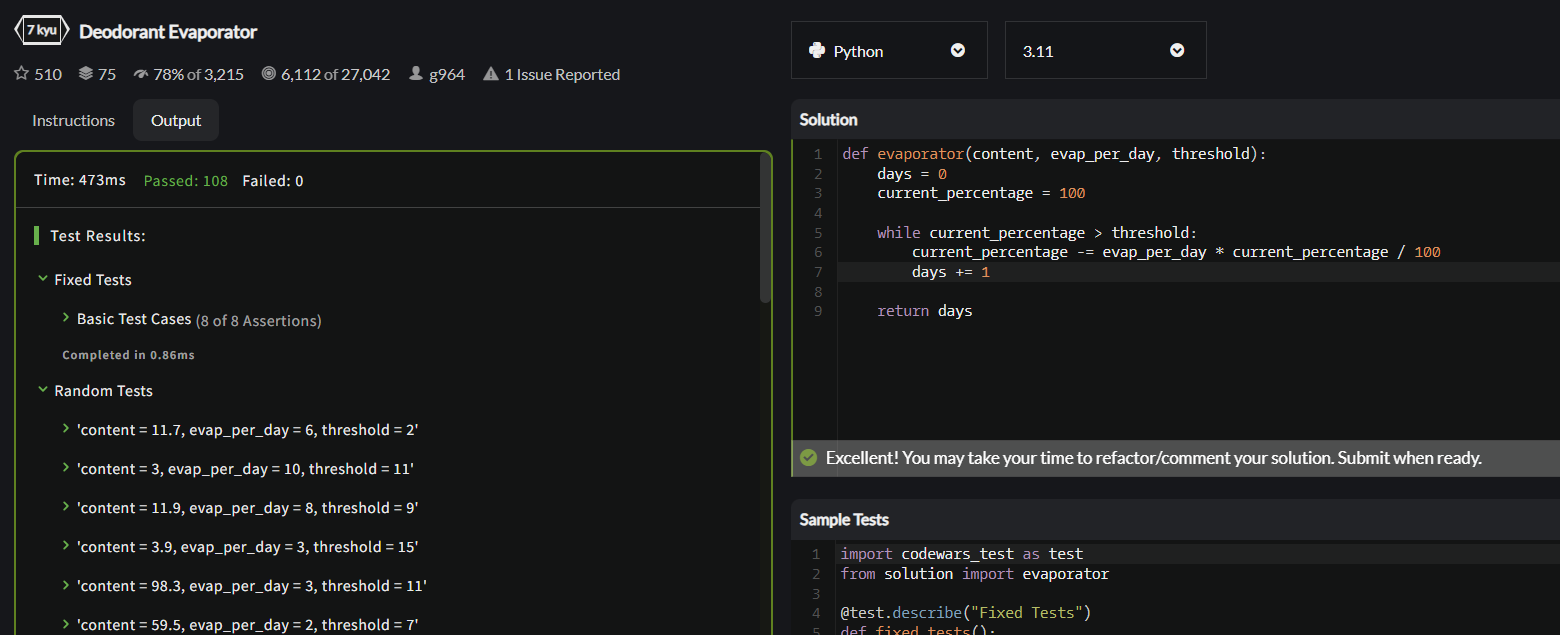 7 kyu Deodorant Evaporator
510 75 78% of 3,215 6,112 of 27,042 g964 1 Issue Reported
Instructions Output
Time: 473ms Passed: 108 Failed: 0
Test Results:
Fixed Tests
Basic Test Cases (8 of 8 Assertions)
Completed in 0.86ms
Random Tests
'content = 11.7, evap_per_day = 6, threshold = 2'
'content = 3, evap_per_day = 10, threshold = 11'
'content = 11.9, evap_per_day = 8, threshold = 9'
'content = 3.9, evap_per_day = 3, threshold = 15'
'content = 98.3, evap_per_day = 3, threshold = 11'
'content = 59.5, evap_per_day = 2, threshold = 7'
Python 3.11
Solution
1 def evaporator(content, evap_per_day, threshold):
2     days = 0
3     current_percentage = 100
4
5     while current_percentage > threshold:
6         current_percentage -= evap_per_day * current_percentage / 100
7         days += 1
8
9     return days
Excellent! You may take your time to refactor/comment your solution. Submit when ready.
Sample Tests
1 import codewars_test as test
2 from solution import evaporator
3
4 @test.describe("Fixed Tests")
5 def fixed_tests():